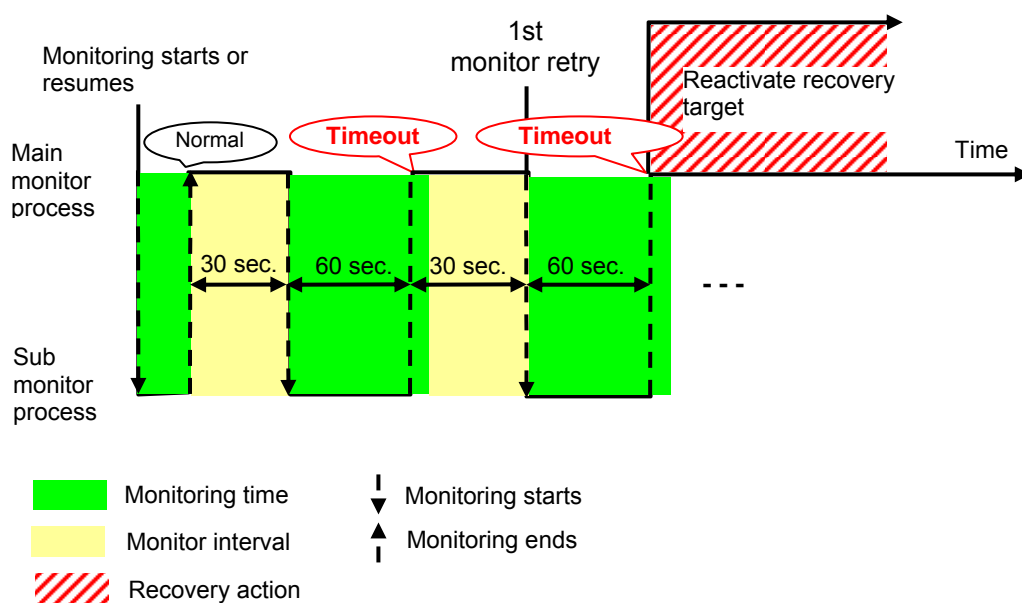 1st
monitor retry
Monitoring starts or
resumes
Reactivate recovery
target
Normal
Timeout
Timeout
Time
Main
monitor
process
30 sec.
60 sec.
30 sec.
60 sec.
- - -
Sub
monitor
process
Monitoring time
Monitoring starts
Monitor interval
Monitoring ends
Recovery action